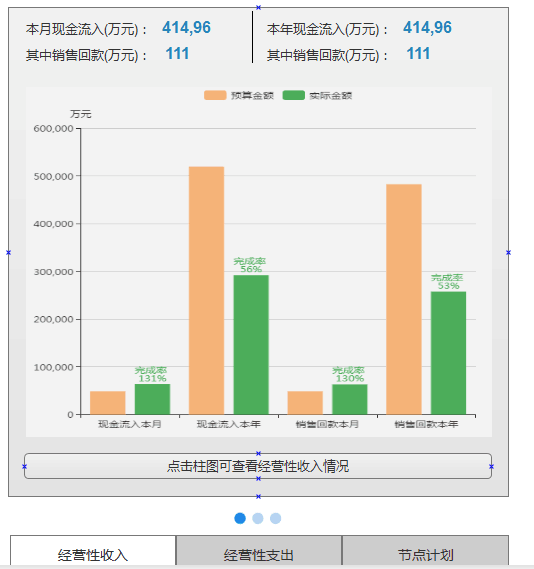 本月现金流入(万元)： 414,96 本年现金流入(万元)： 414,96
其中销售回款(万元)： 111 其中销售回款(万元)： 111
预算金额 实际金额
万元
600,000
500,000
400,000
300,000
200,000
100,000
0
完成率
131%
完成率
56%
完成率
130%
完成率
53%
现金流入本月 现金流入本年 销售回款本月 销售回款本年
点击柱图可查看经营性收入情况
经营性收入 经营性支出 节点计划